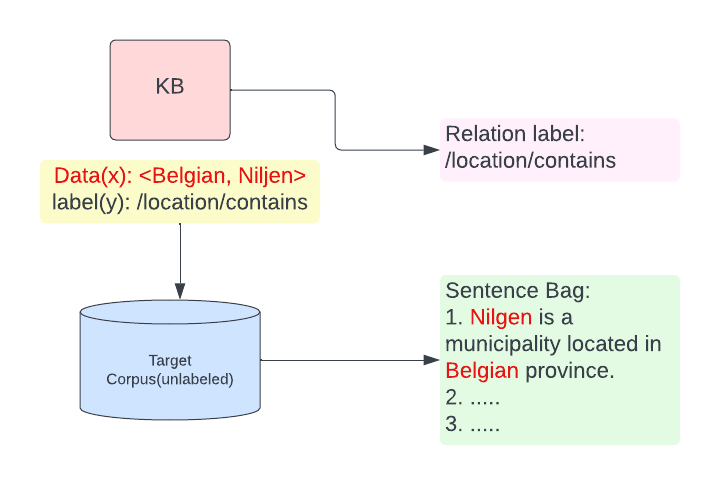 KB
Relation label:
/location/contains
Data(x): <Belgian, Niljen>
label(y): /location/contains
Target
Corpus(unlabeled)
Sentence Bag:
1. Nilgen is a
municipality located in
Belgian province.
2. .....
3. .....